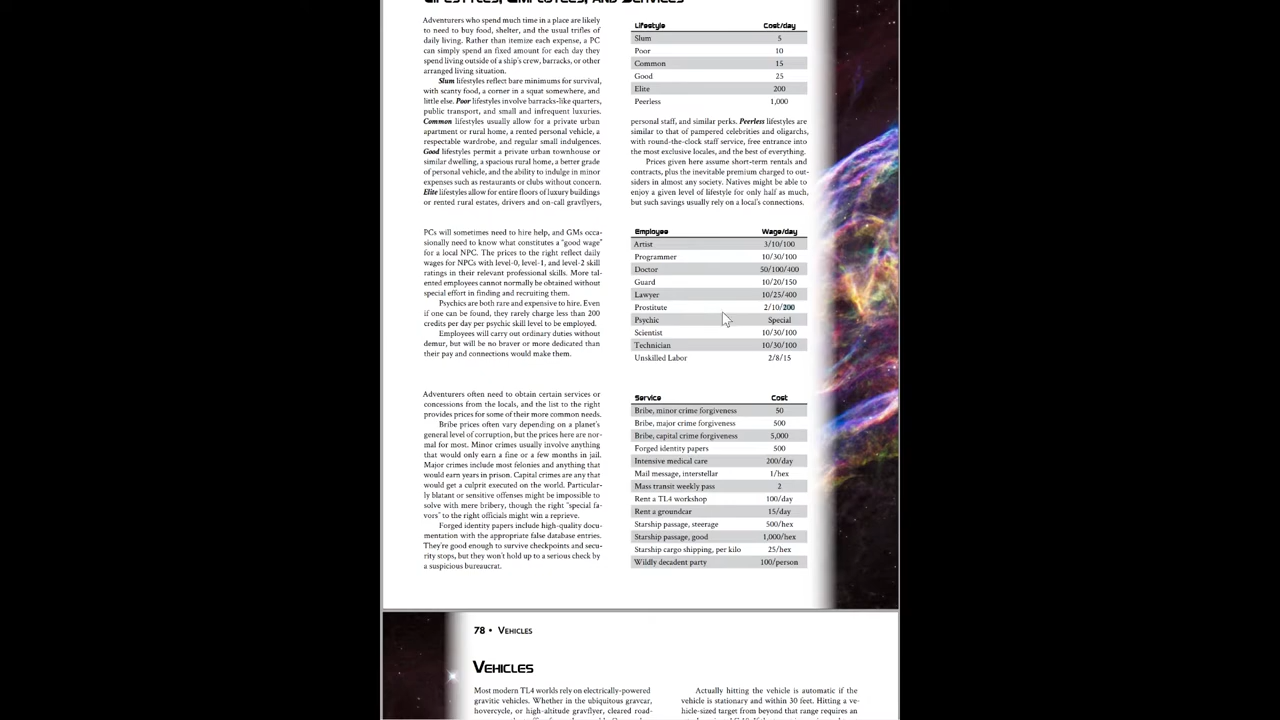 Lifestyles, Employees, and Services
Adventurers who spend much time in a place are likely
to need to buy food, shelter, and the usual trifles of
daily living. Rather than itemize each expense, a PC
can simply spend an fixed amount for each day they
spend living outside of a ship's crew, barracks, or other
arranged living situation.
Slum lifestyles reflect bare minimums for survival,
with scanty food, a corner in a squat somewhere, and
little else. Poor lifestyles involve barracks-like quarters,
public transport, and small and infrequent luxuries.
Common lifestyles usually allow for a private urban
apartment or rural home, a rented personal vehicle, a
respectable wardrobe, and regular small indulgences.
Good lifestyles permit a private urban townhouse or
similar dwelling, a spacious rural home, a better grade
of personal vehicle, and the ability to indulge in minor
expenses such as restaurants or clubs without concern.
Elite lifestyles allow for entire floors of luxury buildings
or rented rural estates, drivers and on-call gravflyers,
Lifestyle Cost/day
Slum 5
Poor 10
Common 15
Good 25
Elite 200
Peerless 1,000
personal staff, and similar perks. Peerless lifestyles are
similar to that of pampered celebrities and oligarchs,
with round-the-clock staff service, free entrance into
the most exclusive locales, and the best of everything.
Prices given here assume short-term rentals and
contracts, plus the inevitable premium charged to out-
siders in almost any society. Natives might be able to
enjoy a given level of lifestyle for only half as much,
but such savings usually rely on a local's connections.
PCs will sometimes need to hire help, and GMs occa-
sionally need to know what constitutes a "good wage"
for a local NPC. The prices to the right reflect daily
wages for NPCs with level-0, level-1, and level-2 skill
ratings in their relevant professional skills. More tal-
ented employees cannot normally be obtained without
special effort in finding and recruiting them.
Psychics are both rare and expensive to hire. Even
if one can be found, they rarely charge less than 200
credits per day per psychic skill level to be employed.
Employees will carry out ordinary duties without
demur, but will be no braver or more dedicated than
their pay and connections would make them.
Employee Wage/day
Artist 3/10/100
Programmer 10/30/100
Doctor 50/100/400
Guard 10/20/150
Lawyer 10/25/400
Prostitute 2/10/200
Psychic Special
Scientist 10/30/100
Technician 10/30/100
Unskilled Labor 2/8/15
Adventurers often need to obtain certain services or
concessions from the locals, and the list to the right
provides prices for some of their more common needs.
Bribe prices often vary depending on a planet's
general level of corruption, but the prices here are nor-
mal for most. Minor crimes usually involve anything
that would only earn a fine or a few months in jail.
Major crimes include most felonies and anything that
would earn years in prison. Capital crimes are any that
would get a culprit executed on the world. Particular-
ly blatant or sensitive offenses might be impossible to
solve with mere bribery, though the right "special fa-
vors" to the right officials might win a reprieve.
Forged identity papers include high-quality docu-
mentation with the appropriate false database entries.
They're good enough to survive checkpoints and secu-
rity stops, but they won't hold up to a serious check by
a suspicious bureaucrat.
Service Cost
Bribe, minor crime forgiveness 50
Bribe, major crime forgiveness 500
Bribe, capital crime forgiveness 5,000
Forged identity papers 500
Intensive medical care 200/day
Mail message, interstellar 1/hex
Mass transit weekly pass 2
Rent a TL4 workshop 100/day
Rent a groundcar 15/day
Starship passage, steerage 500/hex
Starship passage, good 1,000/hex
Starship cargo shipping, per kilo 25/hex
Wildly decadent party 100/person
78 • Vehicles
Vehicles
Most modern TL4 worlds rely on electrically-powered
gravitic vehicles. Whether in the ubiquitous gravcar,
hovercycle, or high-altitude gravflyer, cleared road-
Actually hitting the vehicle is automatic if the
vehicle is stationary and within 30 feet. Hitting a ve-
hicle-sized target from beyond that range requires an